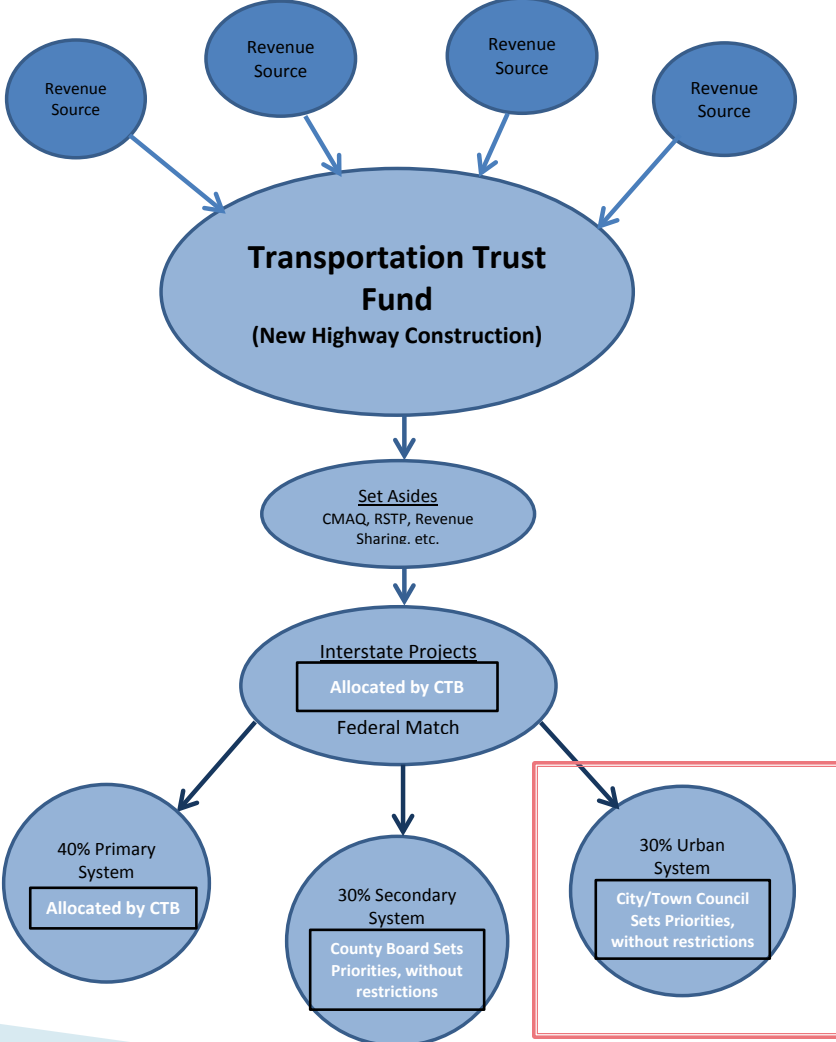 Revenue
Source
Revenue
Source
Revenue
Source
Revenue
Source
Transportation Trust
Fund
(New Highway Construction)
Set Asides
CMAQ, RSTP, Revenue
Sharing, etc.
Interstate Projects
Allocated by CTB
Federal Match
40% Primary
System
Allocated by CTB
30% Secondary
System
County Board Sets
Priorities, without
restrictions
30% Urban
System
City/Town Council
Sets Priorities,
without restrictions